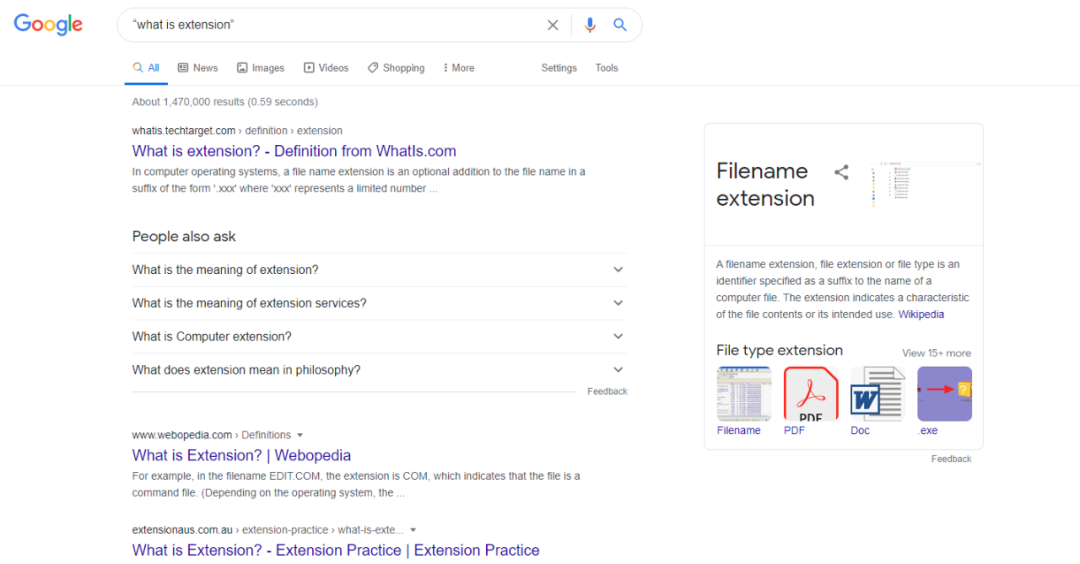 Google
“what is extension”
All News Images Videos Shopping More Settings Tools
About 1,470,000 results (0.59 seconds)
whatis.techtarget.com › definition › extension
What is extension? - Definition from WhatIs.com
In computer operating systems, a file name extension is an optional addition to the file name in a
suffix of the form '.xxx' where 'xxx' represents a limited number ...
People also ask
What is the meaning of extension?
What is the meaning of extension services?
What is Computer extension?
What does extension mean in philosophy?
Feedback
www.webopedia.com › Definitions
What is Extension? | Webopedia
For example, in the filename EDIT.COM, the extension is COM, which indicates that the file is a
command file. (Depending on the operating system, the ...
extensionaus.com.au › extension-practice › what-is-exte...
What is Extension? - Extension Practice | Extension Practice
Filename
extension
A filename extension, file extension or file type is an
identifier specified as a suffix to the name of a
computer file. The extension indicates a characteristic
of the file contents or its intended use. Wikipedia
File type extension View 15+ more
PDF
W
Filename PDF Doc .exe
Feedback